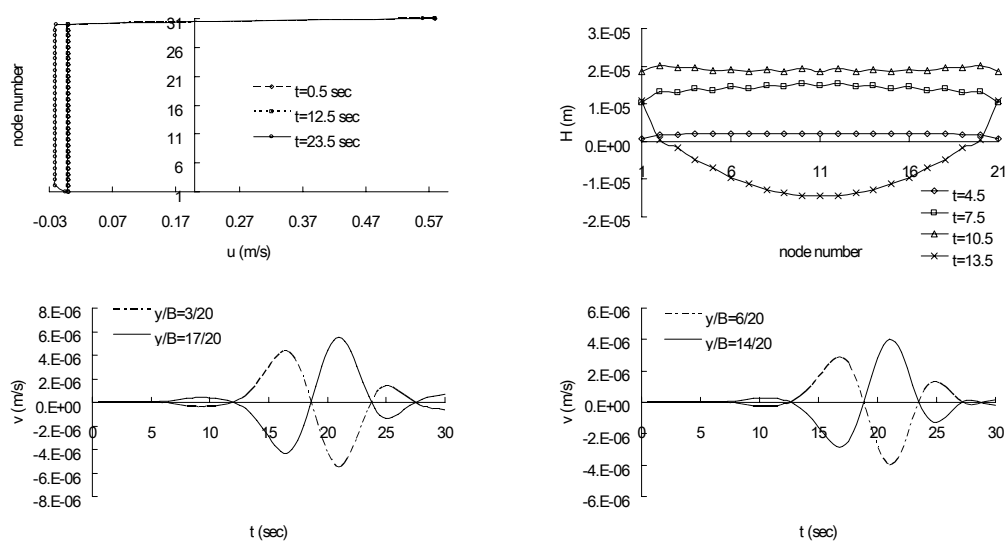 node number
31
26
21
16
11
6
1
t=0.5 sec
t=12.5 sec
t=23.5 sec
-0.03 0.07 0.17 0.27 0.37 0.47 0.57
u (m/s)
H (m)
3.E-05
2.E-05
1.E-05
0.E+00
-1.E-05
-2.E-05
1 6 11 16 21
t=4.5
t=7.5
t=10.5
t=13.5
node number
v (m/s)
8.E-06
6.E-06
4.E-06
2.E-06
0.E+00
-2.E-06
-4.E-06
-6.E-06
-8.E-06
y/B=3/20
y/B=17/20
0 5 10 15 20 25 30
t (sec)
v (m/s)
6.E-06
4.E-06
2.E-06
0.E+00
-2.E-06
-4.E-06
-6.E-06
y/B=6/20
y/B=14/20
0 5 10 15 20 25 30
t (sec)